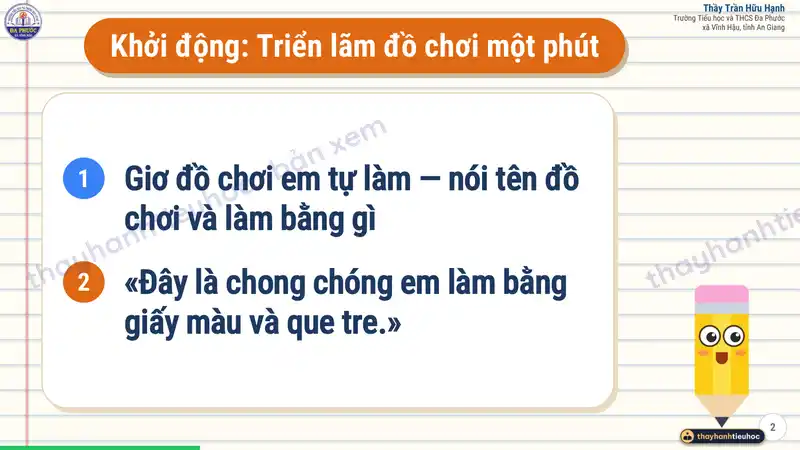 Thầy Trần Hữu Hạnh
Trường Tiểu học và THCS Đa Phước
xã Vĩnh Hậu, tỉnh An Giang
ĐA PHƯỚC
Khởi động: Triển lãm đồ chơi một phút
1 Giơ đồ chơi em tự làm — nói tên đồ
chơi và làm bằng gì
2 «Đây là chong chóng em làm bằng
giấy màu và que tre.»
thayhanhtieuhoc
2